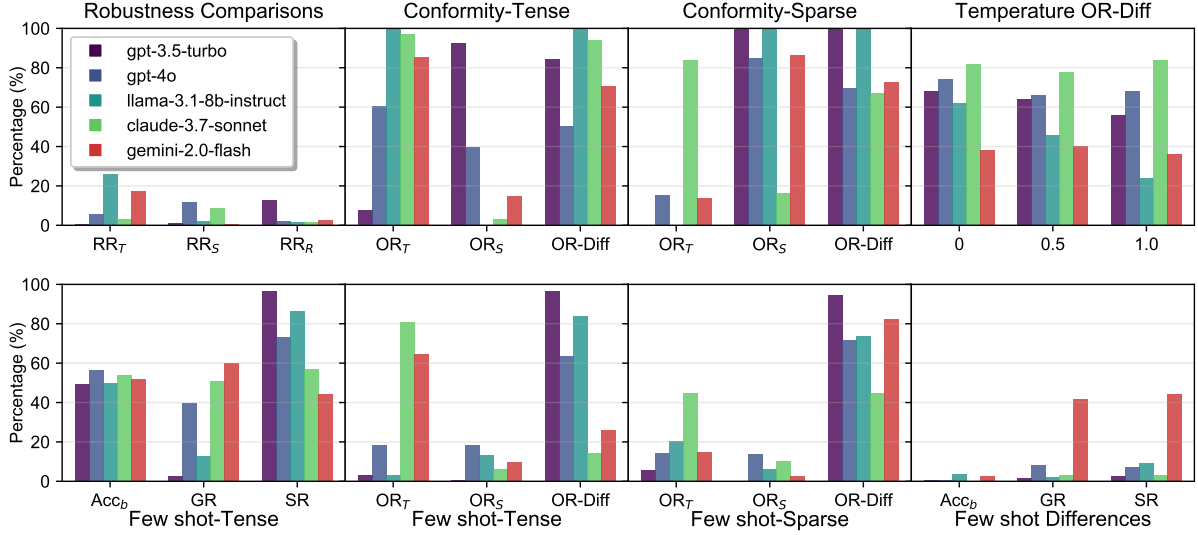 Robustness Comparisons
Conformity-Tense
Conformity-Sparse
Temperature OR-Diff
Percentage (%)
100
80
60
40
20
0
gpt-3.5-turbo
gpt-4o
llama-3.1-8b-instruct
claude-3.7-sonnet
gemini-2.0-flash
RR_T RR_S RR_R
OR_T OR_S OR-Diff
OR_T OR_S OR-Diff
0 0.5 1.0
Percentage (%)
100
80
60
40
20
0
Acc_b GR SR
OR_T OR_S OR-Diff
OR_T OR_S OR-Diff
Acc_b GR SR
Few shot-Tense
Few shot-Tense
Few shot-Sparse
Few shot Differences